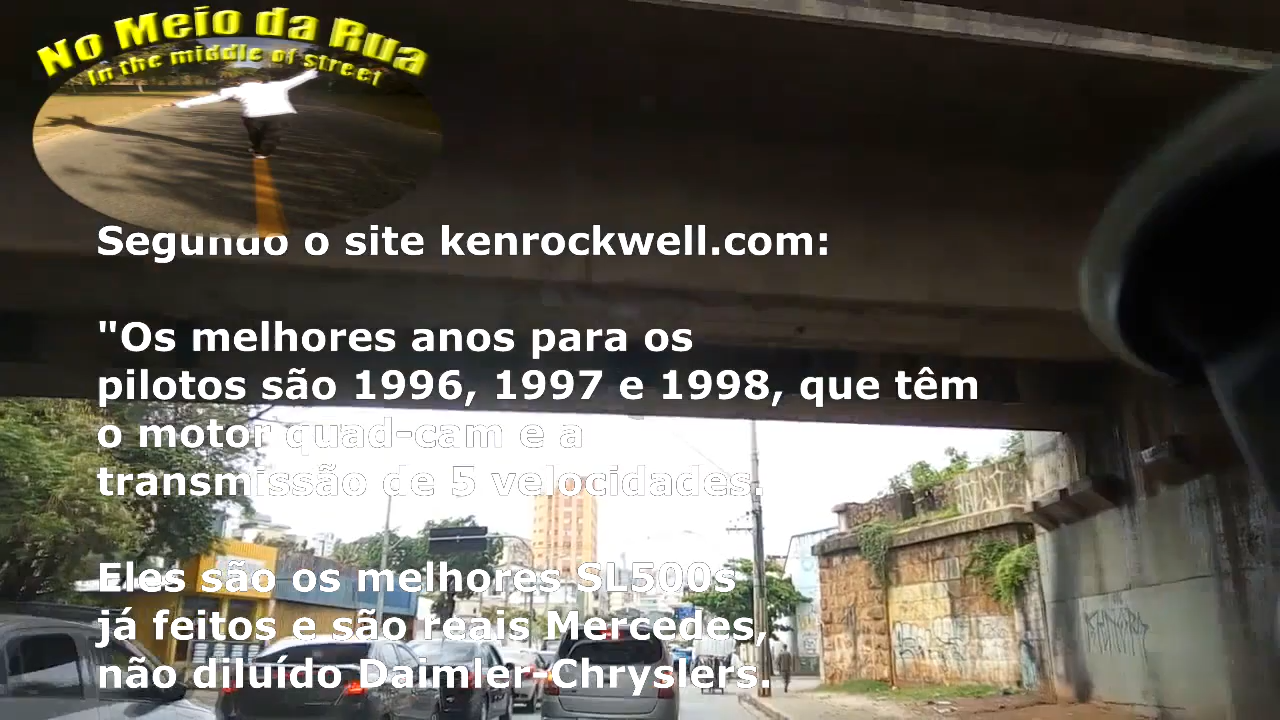 No Meio da Rua
In the middle of street
Segundo o site kenrockwell.com:
"Os melhores anos para os
pilotos são 1996, 1997 e 1998, que têm
o motor quad-cam e a
transmissão de 5 velocidades.
Eles são os melhores SL500s
já feitos e são reais Mercedes,
não diluído Daimler-Chryslers.